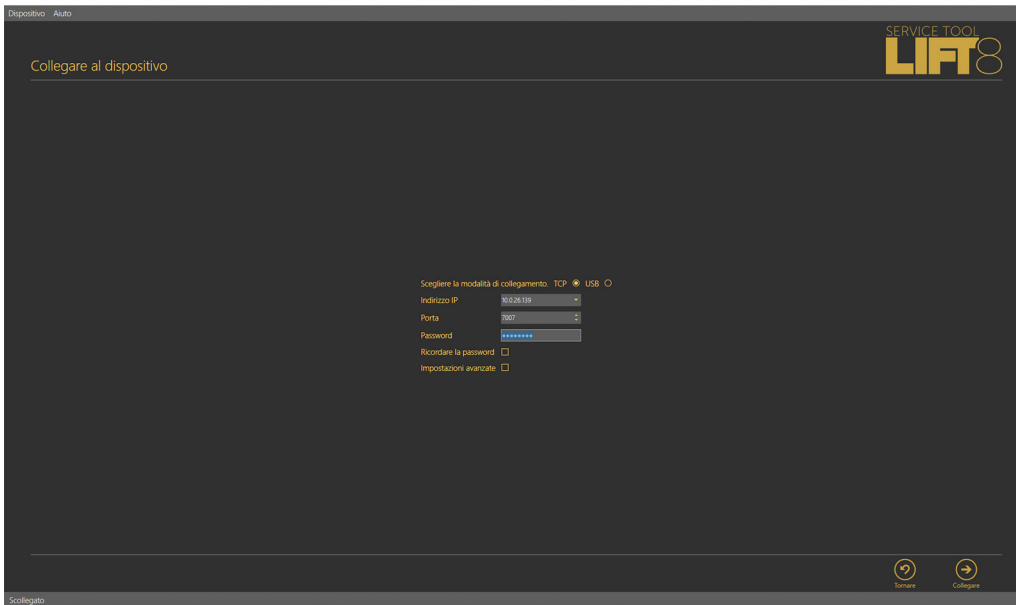 Dispositivo Aiuto
SERVICE TOOL
LIFT8
Collegare al dispositivo
Scegliere la modalità di collegamento. TCP USB
Indirizzo IP 10.0.26.139
Porta 7007
Password ••••••••
Ricordare la password
Impostazioni avanzate
Tornare Collegare
Scollegato